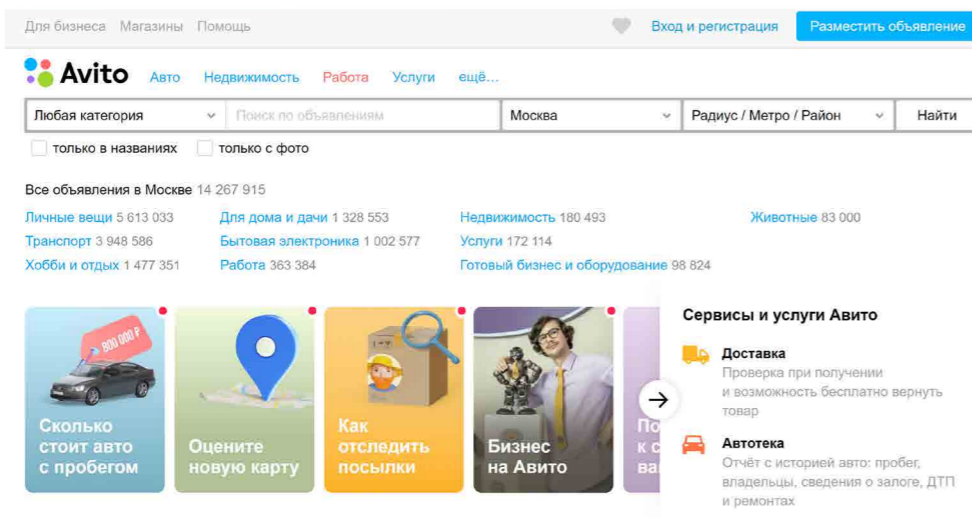 Для бизнеса Магазины Помощь Вход и регистрация Разместить объявление
Avito Авто Недвижимость Работа Услуги ещё...
Любая категория Поиск по объявлениям Москва Радиус / Метро / Район Найти
только в названиях только с фото
Все объявления в Москве 14 267 915
Личные вещи 5 613 033 Для дома и дачи 1 328 553 Недвижимость 180 493 Животные 83 000
Транспорт 3 948 586 Бытовая электроника 1 002 577 Услуги 172 114
Хобби и отдых 1 477 351 Работа 363 384 Готовый бизнес и оборудование 98 824
800 000 ₽
Сколько
стоит авто
с пробегом
Оцените
новую карту
Как
отследить
посылки
Бизнес
на Авито
По
к с
ва
Сервисы и услуги Авито
Доставка
Проверка при получении
и возможность бесплатно вернуть
товар
Автотека
Отчёт с историей авто: пробег,
владельцы, сведения о залоге, ДТП
и ремонтах